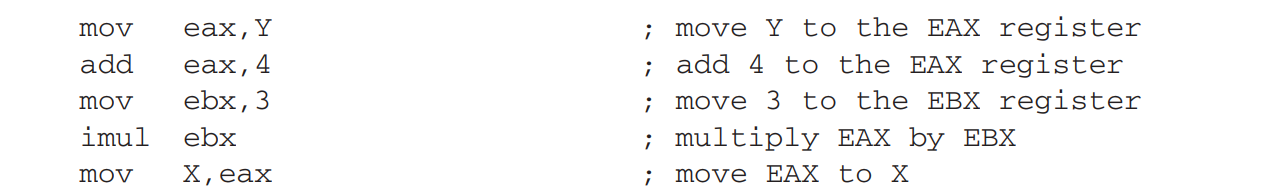 mov eax,Y ; move Y to the EAX register
add eax,4 ; add 4 to the EAX register
mov ebx,3 ; move 3 to the EBX register
imul ebx ; multiply EAX by EBX
mov X,eax ; move EAX to X